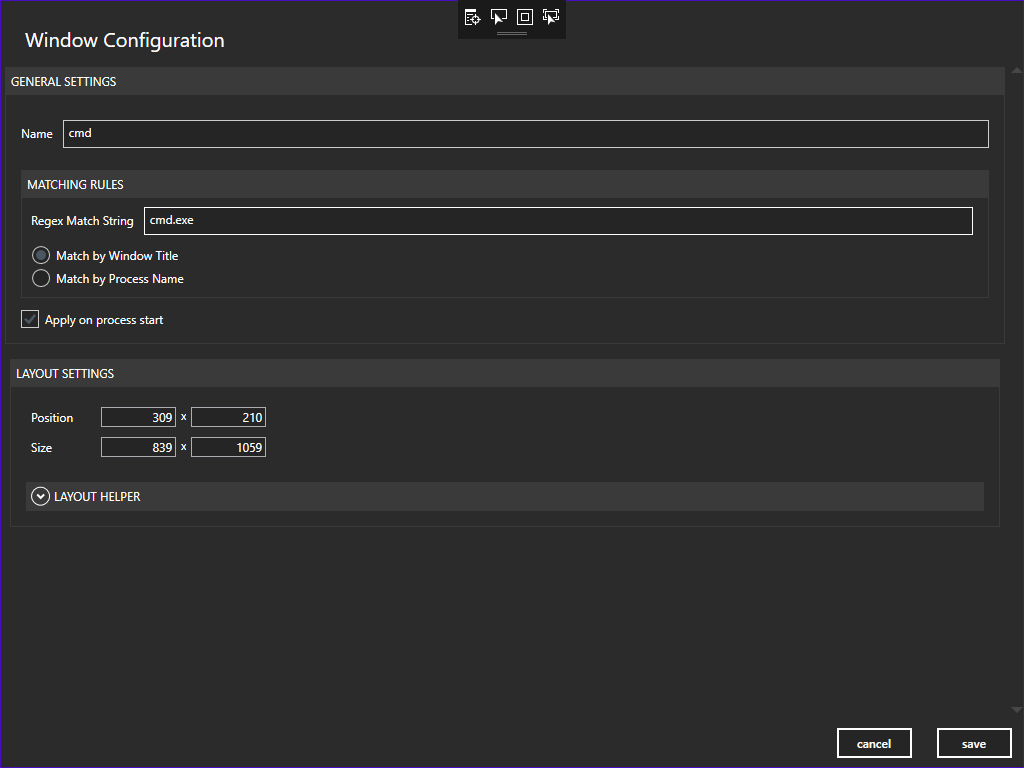 Window Configuration
GENERAL SETTINGS
Name cmd
MATCHING RULES
Regex Match String cmd.exe
Match by Window Title
Match by Process Name
Apply on process start
LAYOUT SETTINGS
Position 309 x 210
Size 839 x 1059
LAYOUT HELPER
cancel save